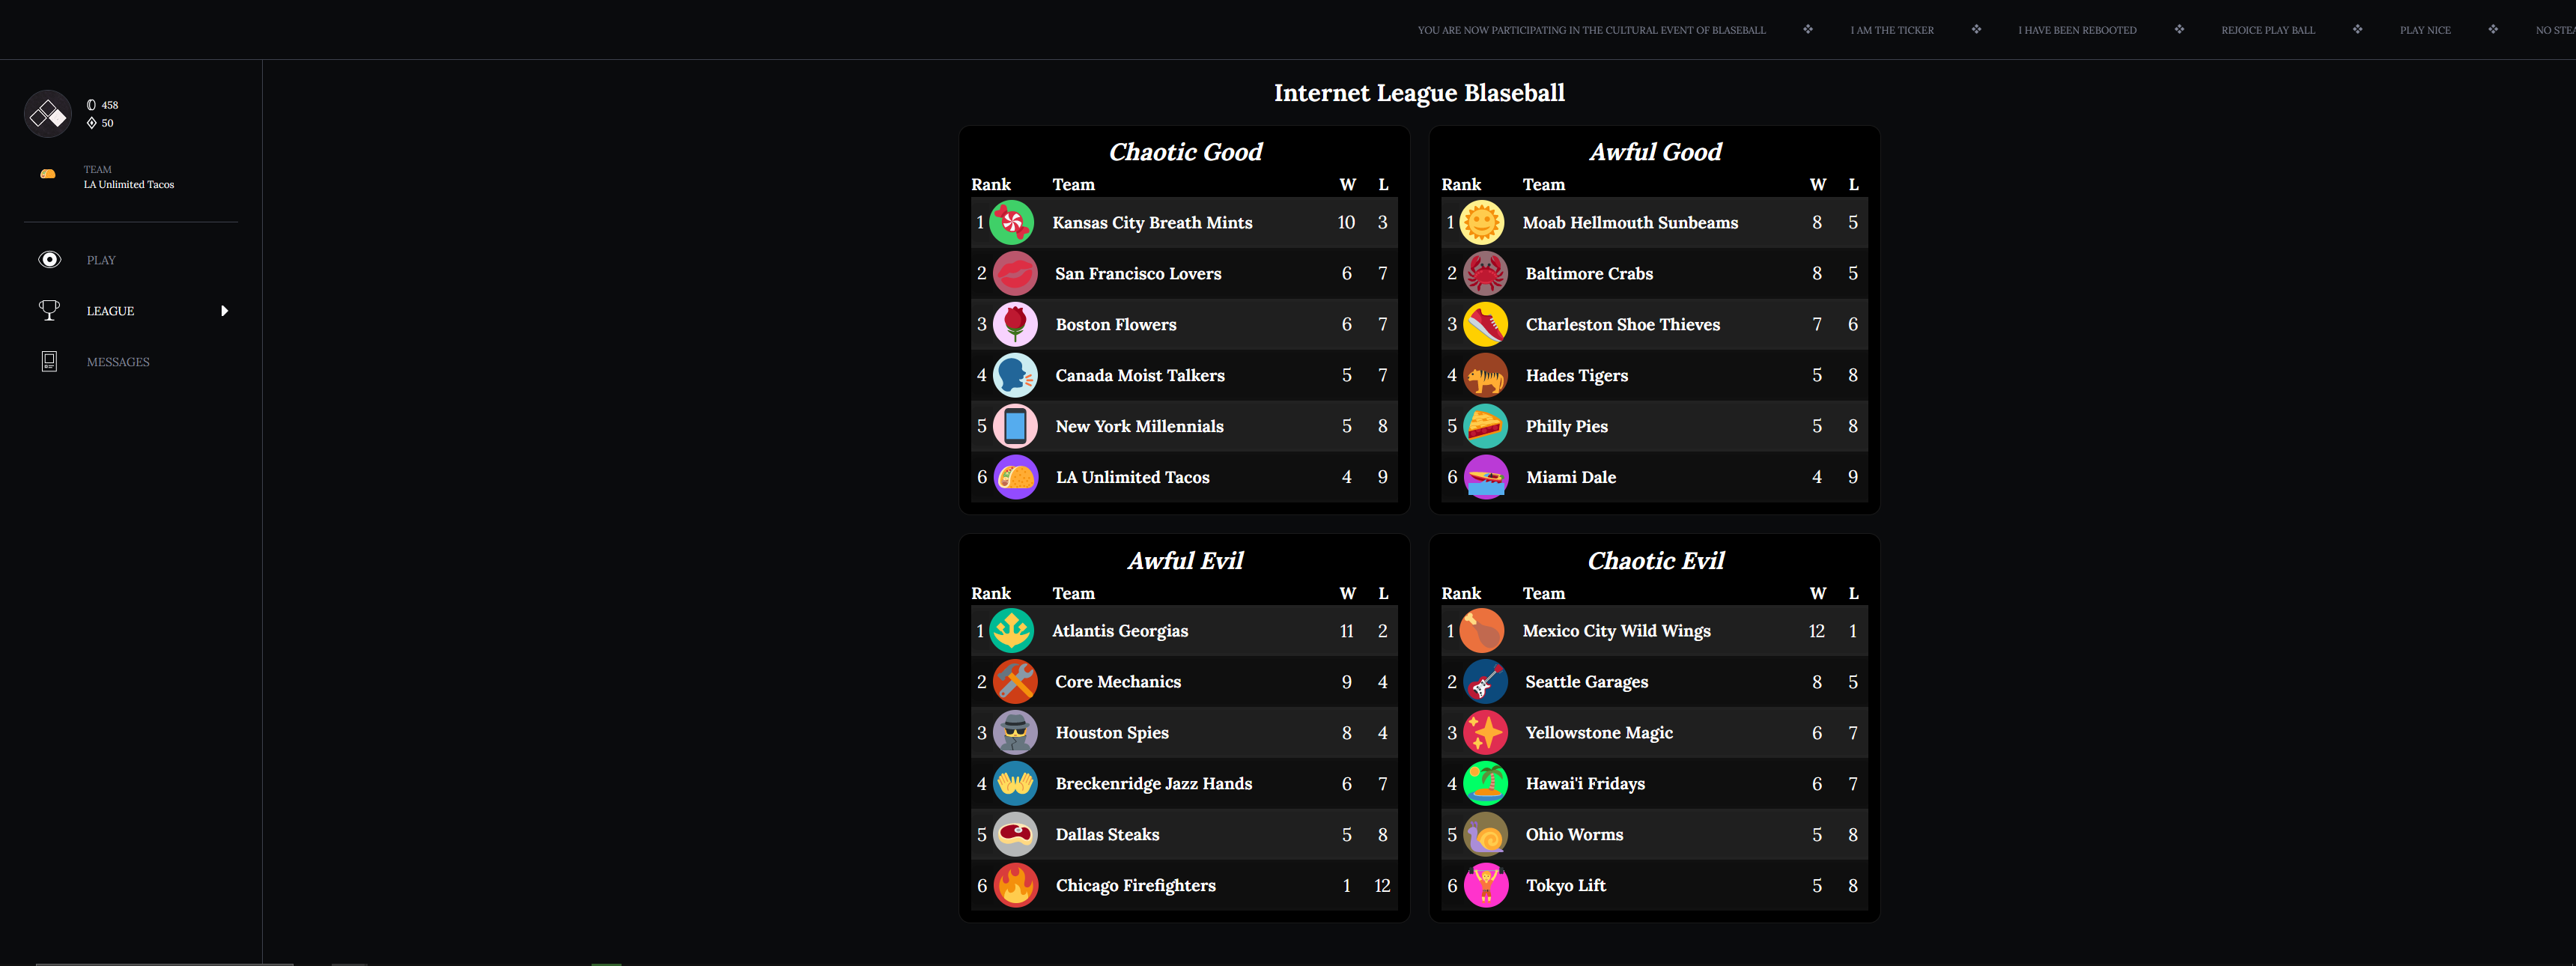 YOU ARE NOW PARTICIPATING IN THE CULTURAL EVENT OF BLASEBALL ❖ I AM THE TICKER ❖ I HAVE BEEN REBOOTED ❖ REJOICE PLAY BALL ❖ PLAY NICE ❖ NO
458
50
TEAM
LA Unlimited Tacos
PLAY
LEAGUE
MESSAGES
Internet League Blaseball
Chaotic Good
Rank Team W L
1 Kansas City Breath Mints 10 3
2 San Francisco Lovers 6 7
3 Boston Flowers 6 7
4 Canada Moist Talkers 5 7
5 New York Millennials 5 8
6 LA Unlimited Tacos 4 9
Awful Good
Rank Team W L
1 Moab Hellmouth Sunbeams 8 5
2 Baltimore Crabs 8 5
3 Charleston Shoe Thieves 7 6
4 Hades Tigers 5 8
5 Philly Pies 5 8
6 Miami Dale 4 9
Awful Evil
Rank Team W L
1 Atlantis Georgias 11 2
2 Core Mechanics 9 4
3 Houston Spies 8 4
4 Breckenridge Jazz Hands 6 7
5 Dallas Steaks 5 8
6 Chicago Firefighters 1 12
Chaotic Evil
Rank Team W L
1 Mexico City Wild Wings 12 1
2 Seattle Garages 8 5
3 Yellowstone Magic 6 7
4 Hawai'i Fridays 6 7
5 Ohio Worms 5 8
6 Tokyo Lift 5 8